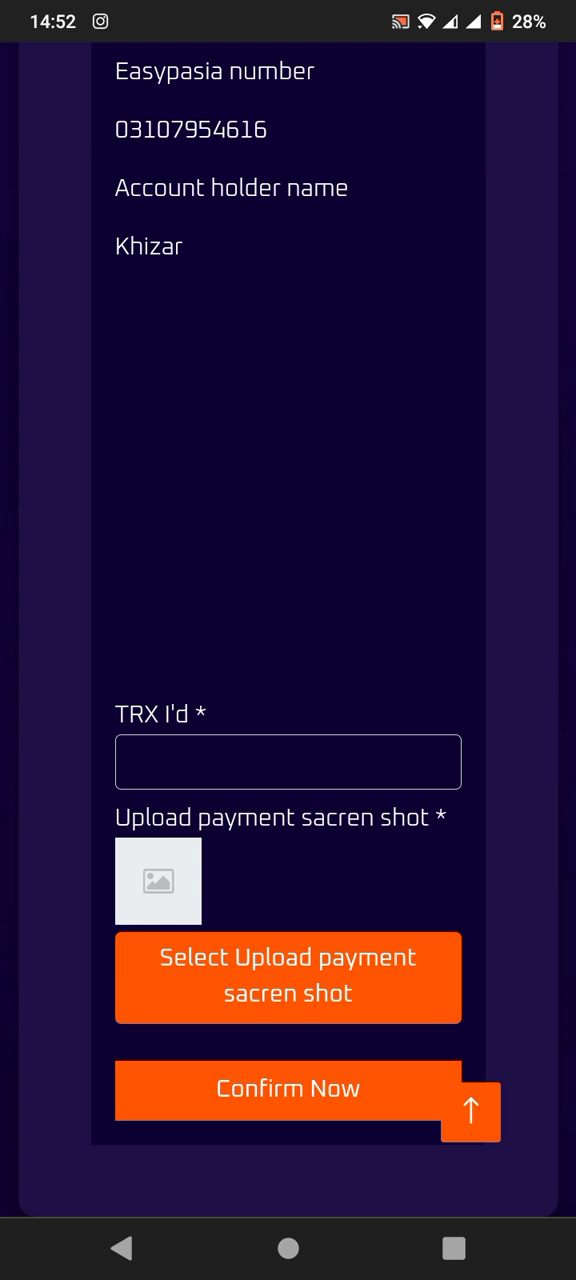 14:52
28%
Easypasia number
03107954616
Account holder name
Khizar
TRX I'd *
Upload payment sacren shot *
Select Upload payment
sacren shot
Confirm Now